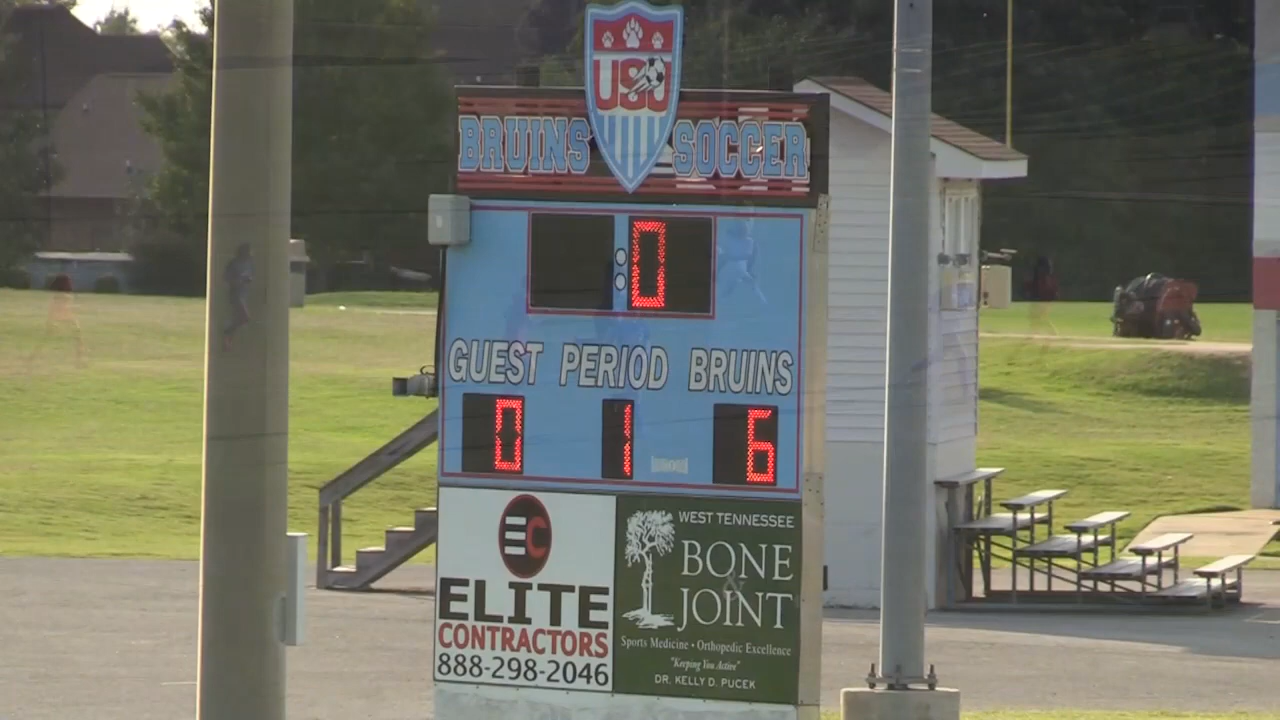 USJ
BRUINS SOCCER
:0
GUEST PERIOD BRUINS
0 1 6
EC
ELITE
CONTRACTORS
888-298-2046
WEST TENNESSEE
BONE
&
JOINT
Sports Medicine • Orthopedic Excellence
"Keeping You Active"
DR. KELLY D. PUCEK